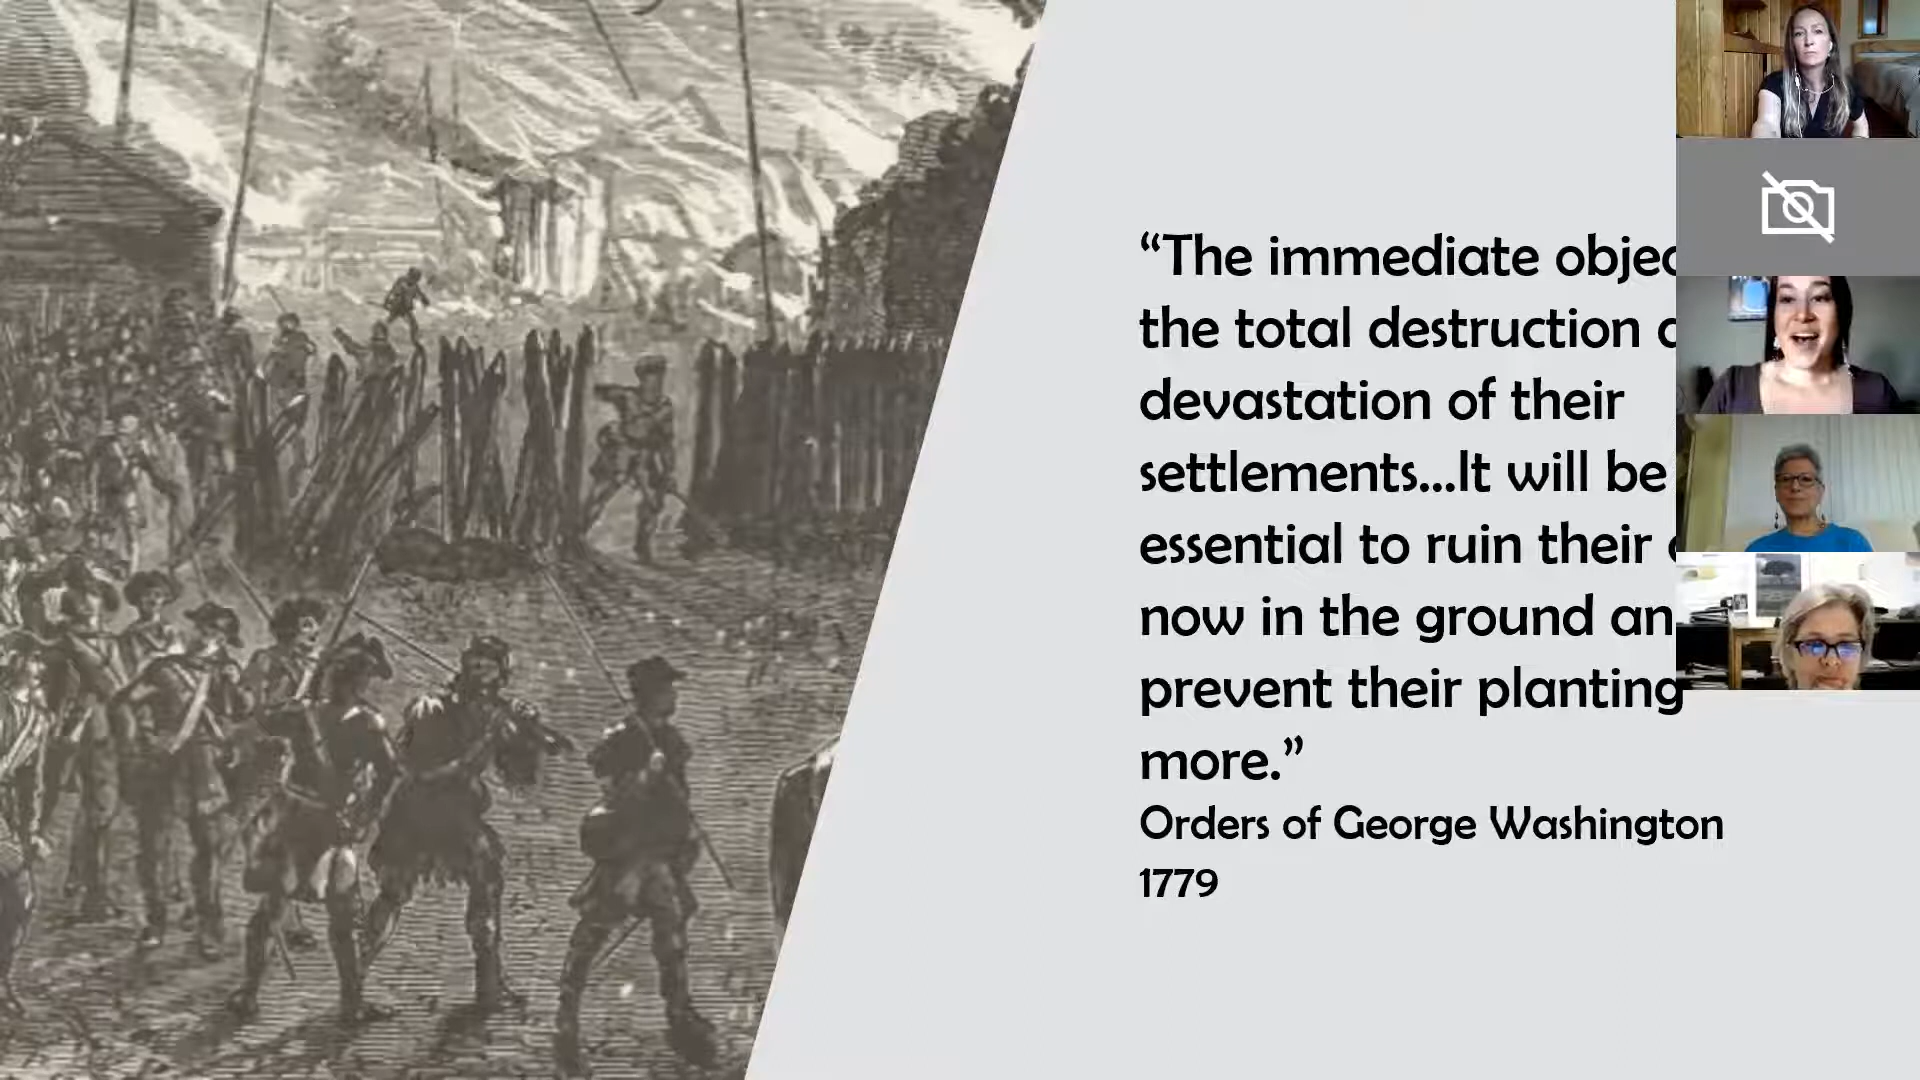 “The immediate objec
the total destruction
devastation of their
settlements...It will be
essential to ruin their
now in the ground an
prevent their planting
more.”
Orders of George Washington
1779